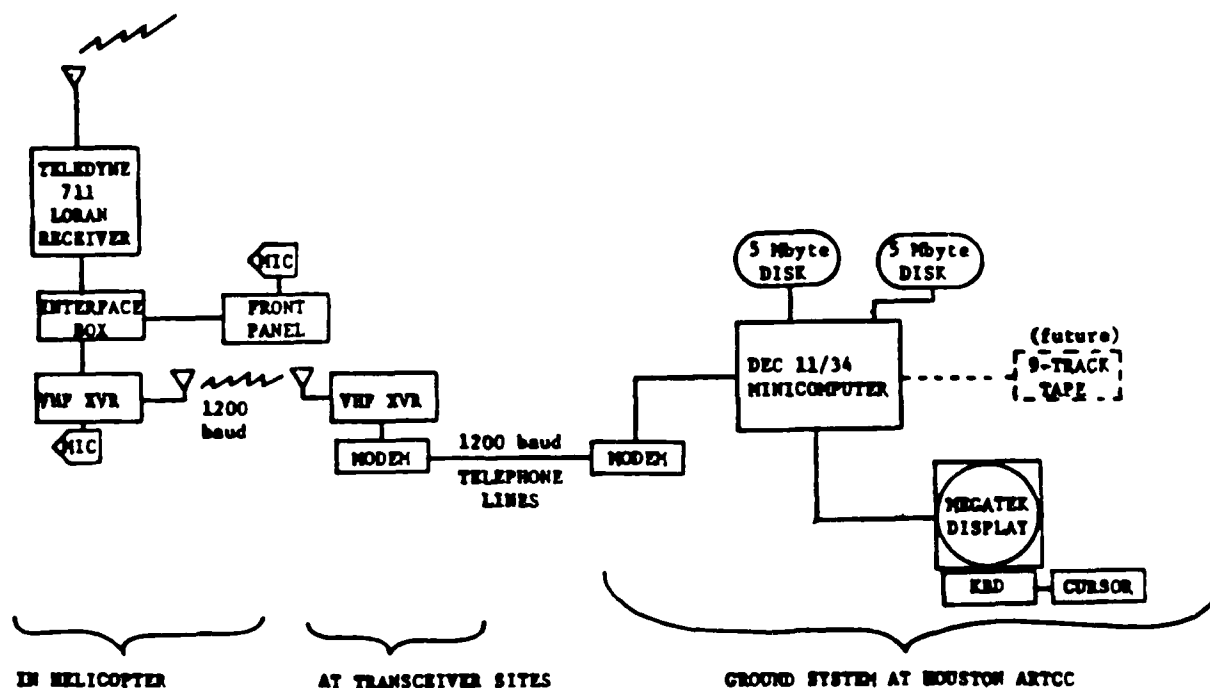 TELEDYNE
711
LORAN
RECEIVER
MIC
INTERFACE
BOX
FRONT
PANEL
VHF XVR
MIC
1200
baud
VHF XVR
MODEM
1200 baud
TELEPHONE
LINES
MODEM
5 Mbyte
DISK
5 Mbyte
DISK
DEC 11/34
MINICOMPUTER
(future)
9-TRACK
TAPE
MEGATEK
DISPLAY
KBD
CURSOR
IN HELICOPTER
AT TRANSCEIVER SITES
GROUND SYSTEM AT HOUSTON ARTCC